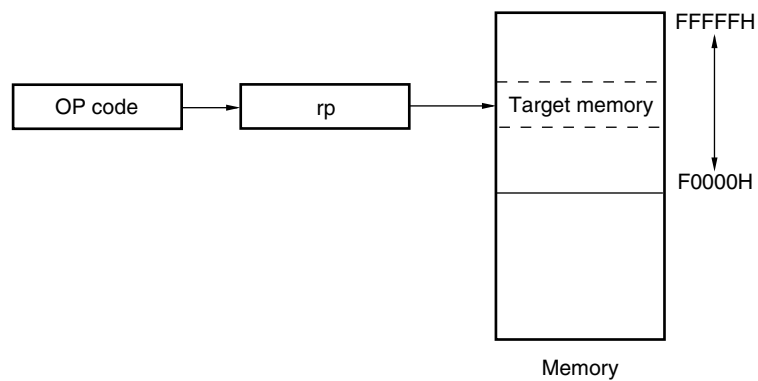 FFFFFH
OP code
rp
Target memory
F0000H
Memory